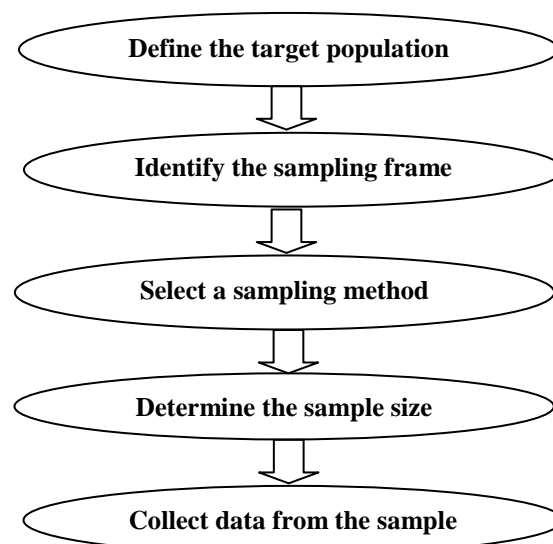 Define the target population
Identify the sampling frame
Select a sampling method
Determine the sample size
Collect data from the sample